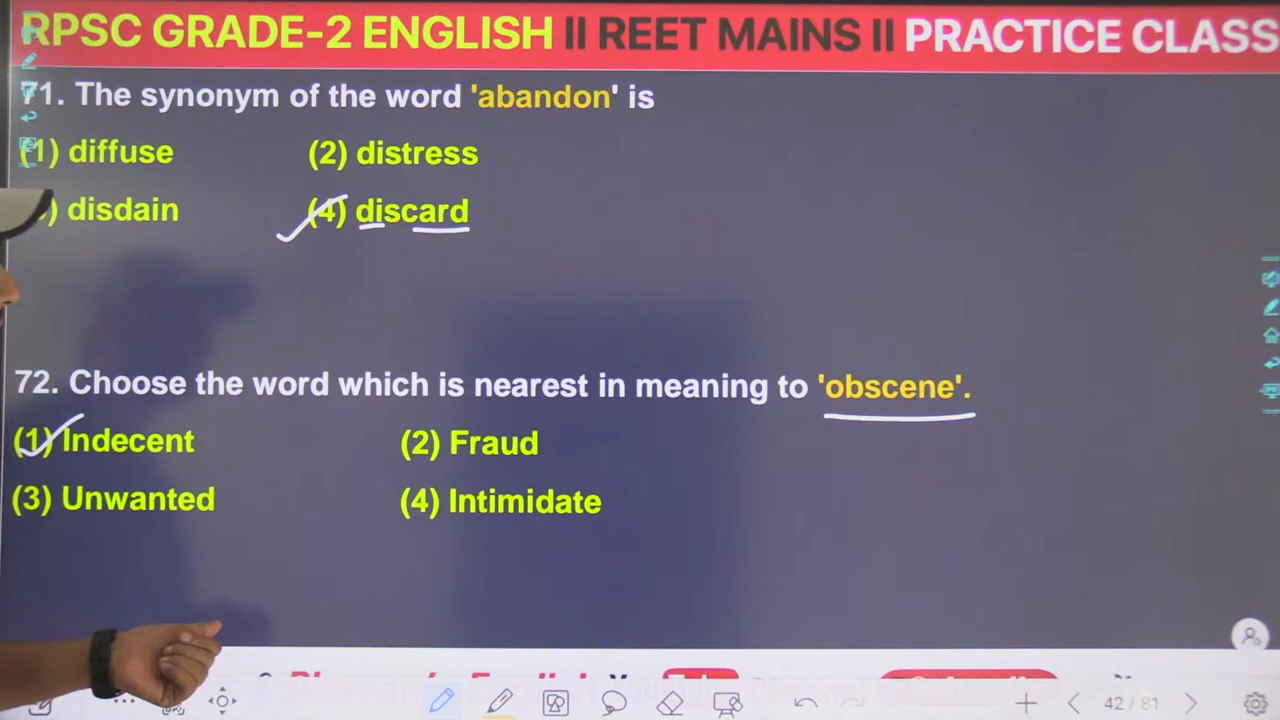 RPSC GRADE-2 ENGLISH II REET MAINS II PRACTICE CLASS
71. The synonym of the word 'abandon' is
(1) diffuse (2) distress
) disdain (4) discard
72. Choose the word which is nearest in meaning to 'obscene'.
(1) Indecent (2) Fraud
(3) Unwanted (4) Intimidate
42 / 81